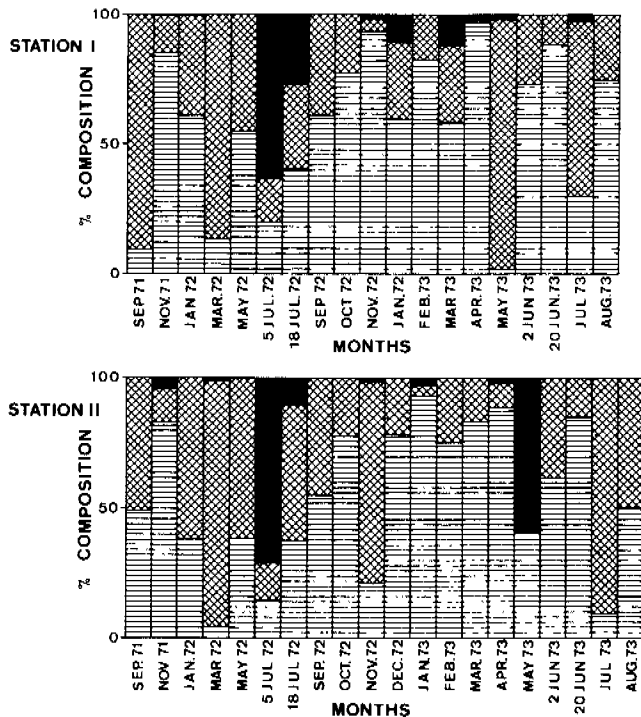 STATION I
% COMPOSITION
100
50
0
SEP.71
NOV.71
JAN.72
MAR.72
MAY 72
5 JUL.72
18 JUL.72
SEP.72
OCT 72
NOV.72
JAN.72
FEB.73
MAR 73
APR.73
MAY 73
2 JUN 73
20 JUN.73
JUL 73
AUG.73
MONTHS
STATION II
% COMPOSITION
100
50
0
SEP.71
NOV 71
JAN.72
MAR 72
MAY 72
5 JUL 72
18 JUL 72
SEP.72
OCT.72
NOV.72
DEC.72
JAN.73
FEB.73
MAR.73
APR.73
MAY 73
2 JUN 73
20 JUN 73
JUL 73
AUG.73
MONTHS